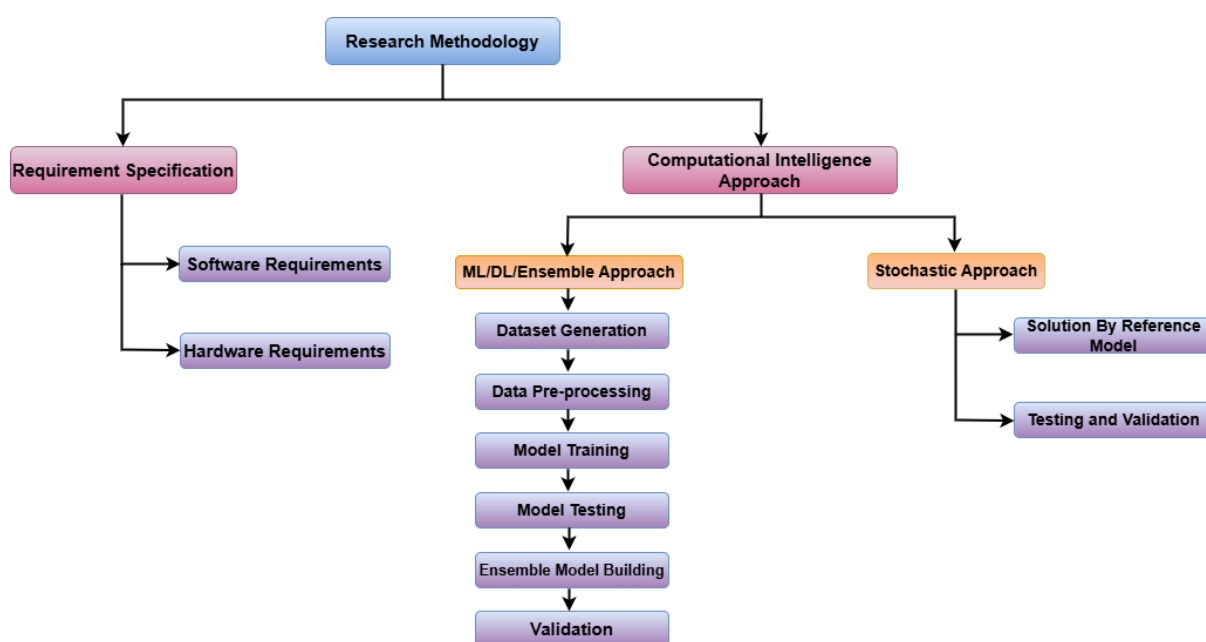 Research Methodology
Requirement Specification
Computational Intelligence
Approach
Software Requirements
Hardware Requirements
ML/DL/Ensemble Approach
Dataset Generation
Data Pre-processing
Model Training
Model Testing
Ensemble Model Building
Validation
Stochastic Approach
Solution By Reference
Model
Testing and Validation